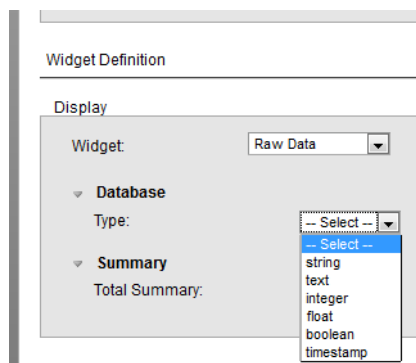 Widget Definition
Display
Widget: Raw Data
Database
Type: -- Select --
-- Select --
string
Summary
text
Total Summary:
integer
float
boolean
timestamp